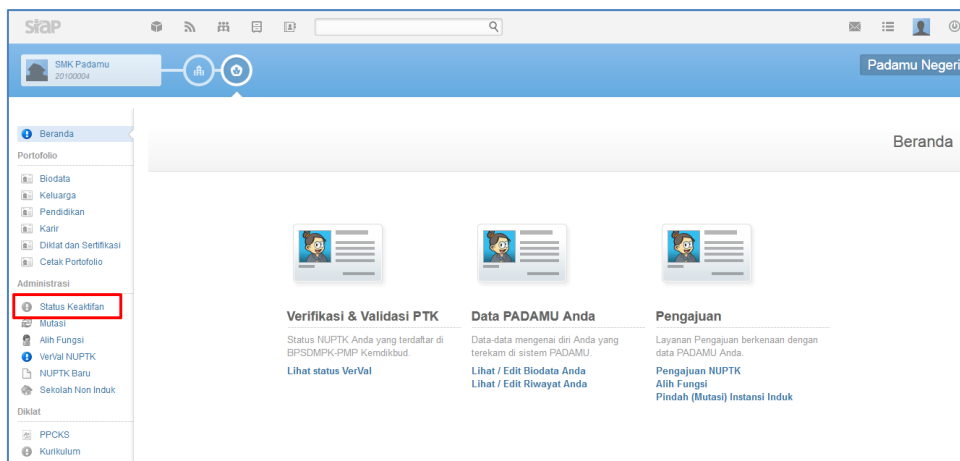 siap
SMK Padamu
20100004
Padamu Negeri
Beranda
Beranda
Portofolio
Biodata
Keluarga
Pendidikan
Karir
Diklat dan Sertifikasi
Cetak Portofolio
Administrasi
Status Keaktifan
Mutasi
Alih Fungsi
VerVal NUPTK
NUPTK Baru
Sekolah Non Induk
Diklat
PPCKS
Kurikulum
Verifikasi & Validasi PTK
Status NUPTK Anda yang terdaftar di
BPSDMPK-PMP Kemdikbud.
Lihat status VerVal
Data PADAMU Anda
Data-data mengenai diri Anda yang
terekam di sistem PADAMU.
Lihat / Edit Biodata Anda
Lihat / Edit Riwayat Anda
Pengajuan
Layanan Pengajuan berkenaan dengan
data PADAMU Anda.
Pengajuan NUPTK
Alih Fungsi
Pindah (Mutasi) Instansi Induk